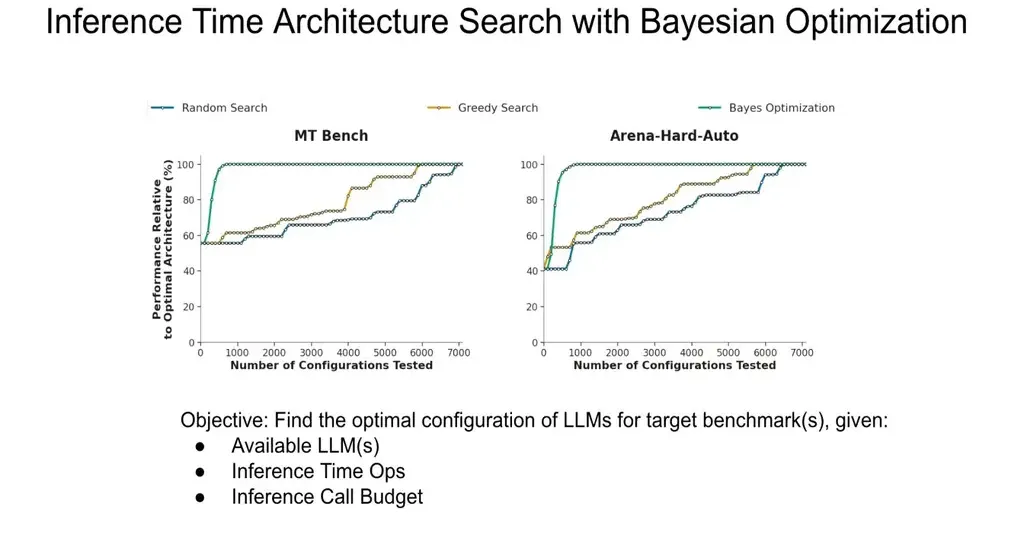 Inference Time Architecture Search with Bayesian Optimization
Random Search
Greedy Search
Bayes Optimization
MT Bench
Performance Relative
to Optimal Architecture (%)
100
80
60
40
20
0
0 1000 2000 3000 4000 5000 6000 7000
Number of Configurations Tested
Arena-Hard-Auto
100
80
60
40
20
0
0 1000 2000 3000 4000 5000 6000 7000
Number of Configurations Tested
Objective: Find the optimal configuration of LLMs for target benchmark(s), given:
● Available LLM(s)
● Inference Time Ops
● Inference Call Budget